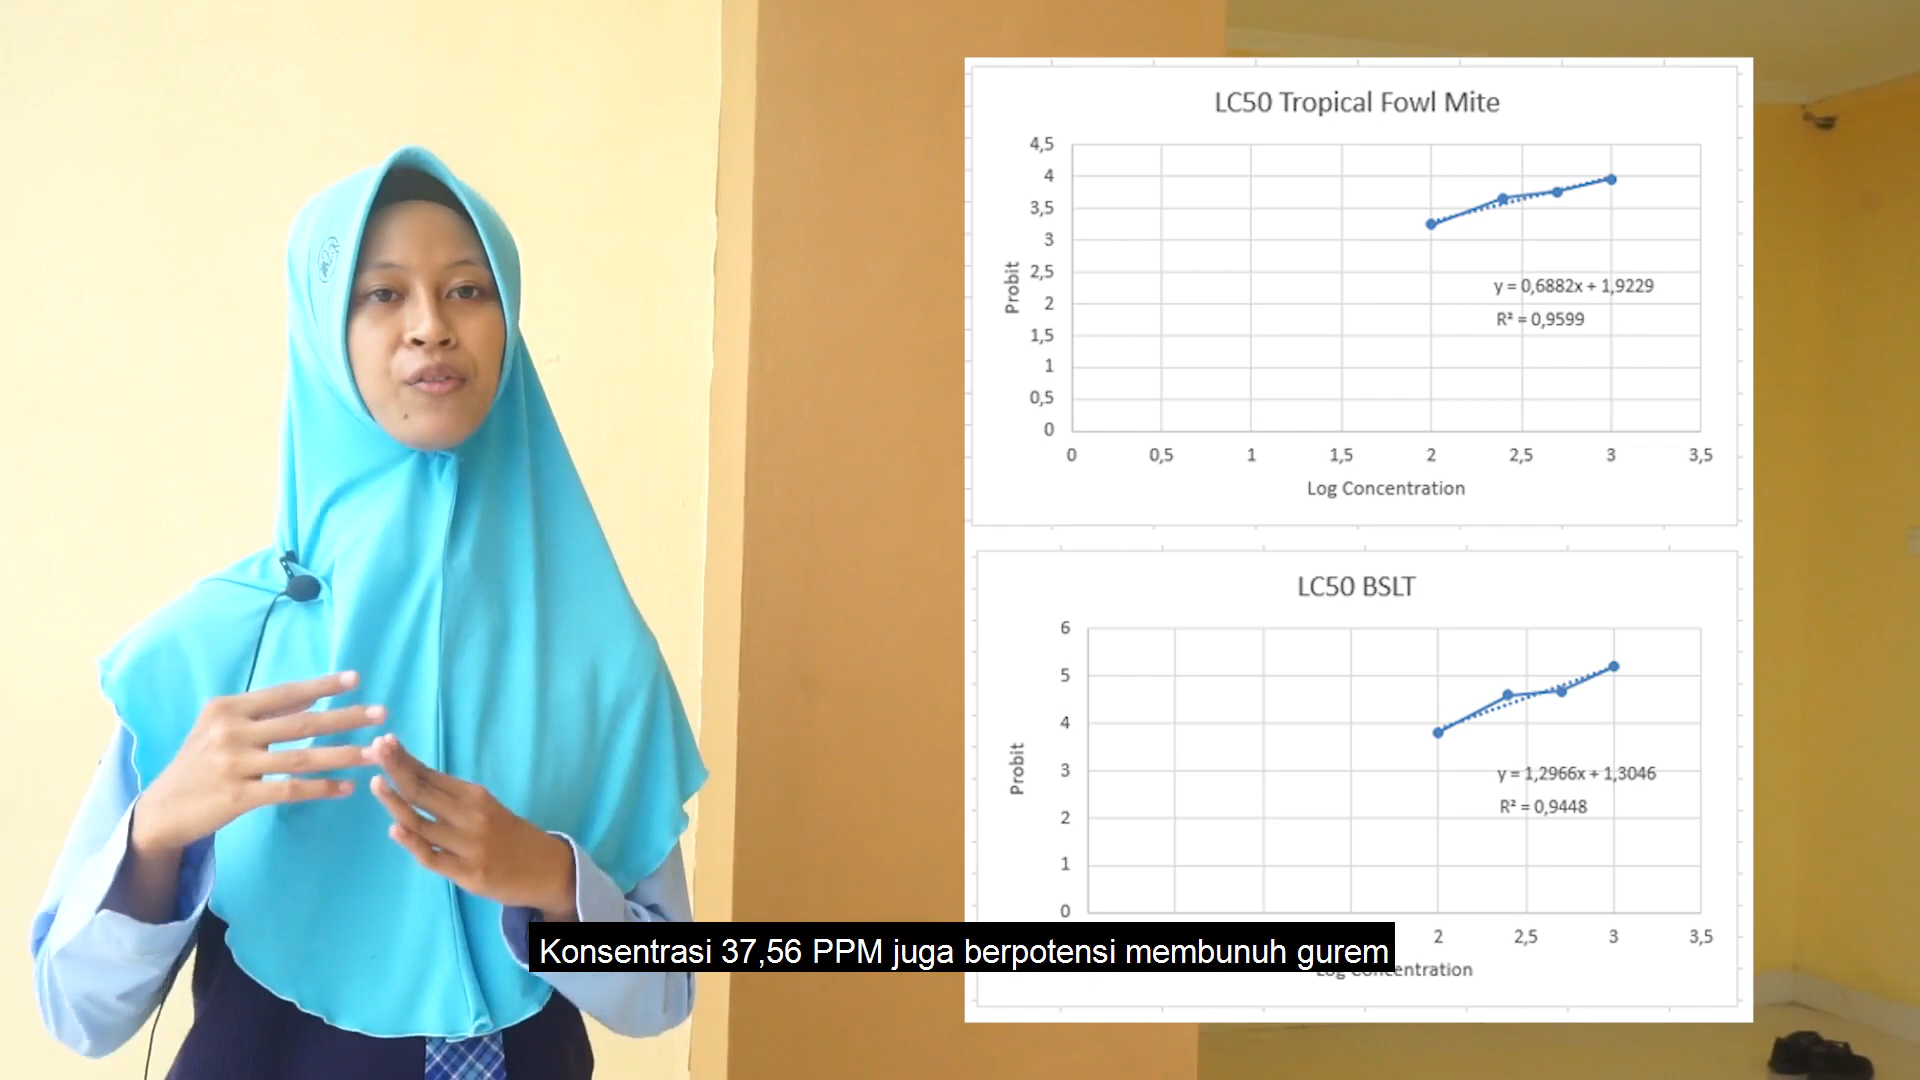 LC50 Tropical Fowl Mite
4,5
4
3,5
3
2,5
2
1,5
1
0,5
0
Probit
y = 0,6882x + 1,9229
R² = 0,9599
0 0,5 1 1,5 2 2,5 3 3,5
Log Concentration
LC50 BSLT
6
5
4
3
2
1
0
Probit
y = 1,2966x + 1,3046
R² = 0,9448
2 2,5 3 3,5
Konsentrasi 37,56 PPM juga berpotensi membunuh gurem
Log Concentration